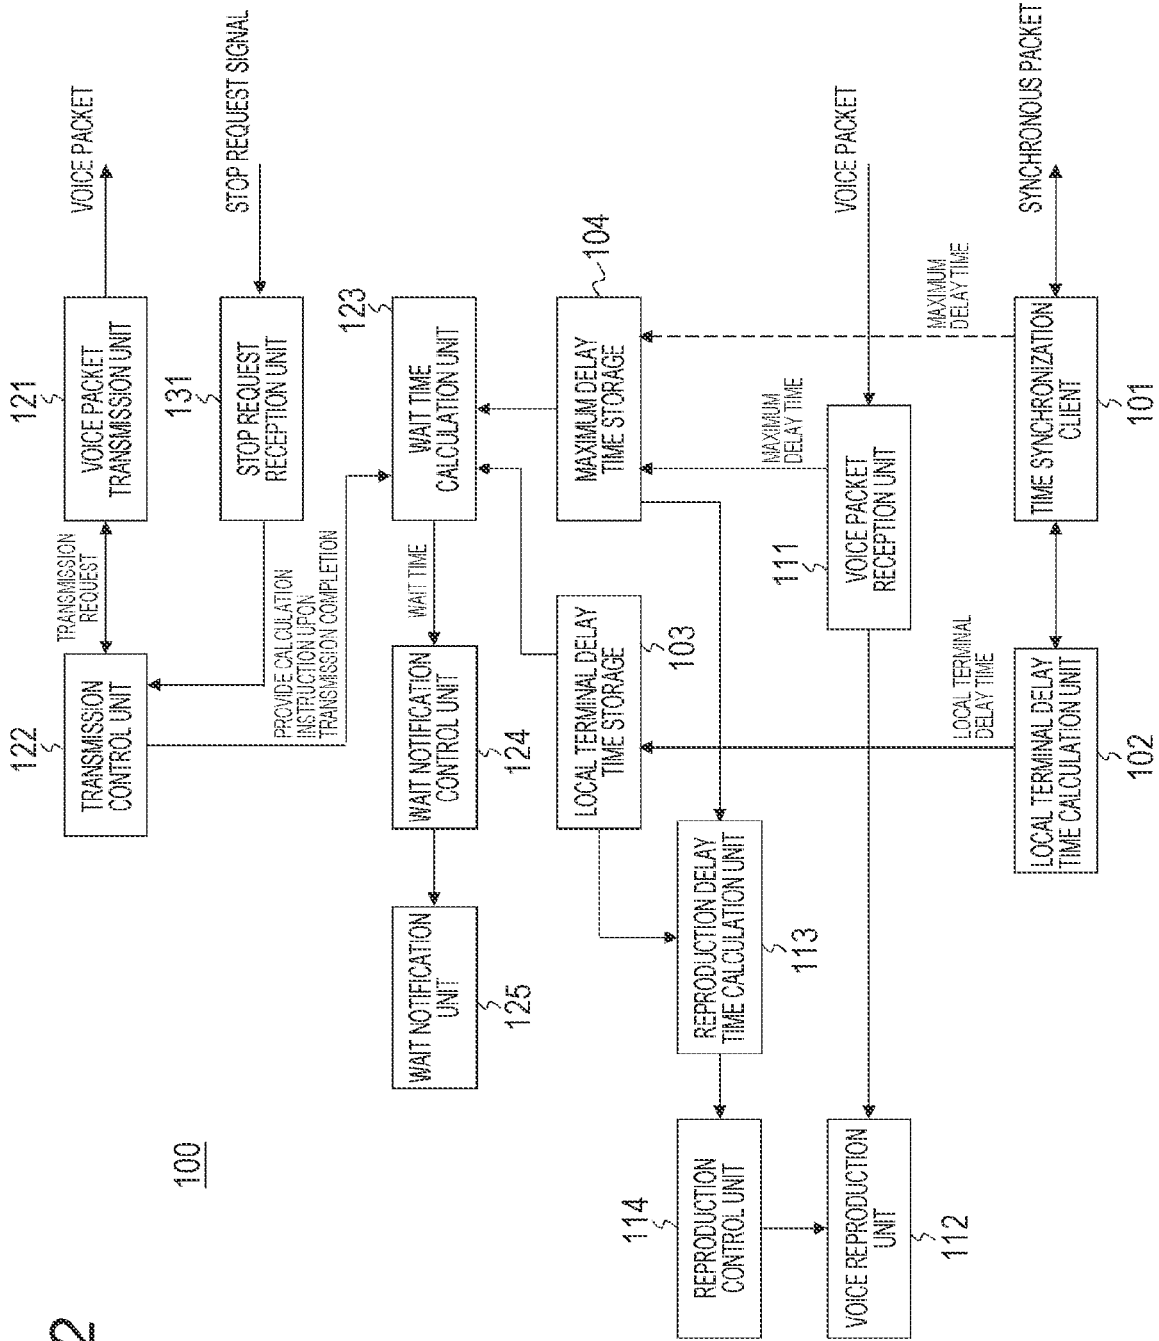 2
100
VOICE PACKET
STOP REQUEST SIGNAL
121
VOICE PACKET
TRANSMISSION UNIT
131
STOP REQUEST
RECEPTION UNIT
TRANSMISSION
REQUEST
122
TRANSMISSION
CONTROL UNIT
PROVIDE CALCULATION
INSTRUCTION UPON
TRANSMISSION COMPLETION
123
WAIT TIME
CALCULATION UNIT
WAIT TIME
WAIT NOTIFICATION
CONTROL UNIT
124
WAIT NOTIFICATION
UNIT
125
104
MAXIMUM DELAY
TIME STORAGE
LOCAL TERMINAL DELAY
TIME STORAGE
103
MAXIMUM
DELAY TIME
MAXIMUM
DELAY TIME
VOICE PACKET
111
VOICE PACKET
RECEPTION UNIT
REPRODUCTION DELAY
TIME CALCULATION UNIT
113
114
REPRODUCTION
CONTROL UNIT
VOICE REPRODUCTION
UNIT
112
SYNCHRONOUS PACKET
TIME SYNCHRONIZATION
CLIENT
101
LOCAL TERMINAL
DELAY TIME
LOCAL TERMINAL DELAY
TIME CALCULATION UNIT
102